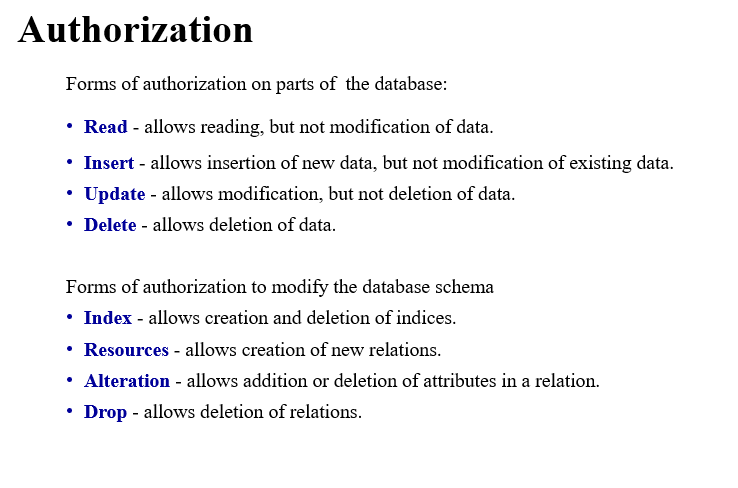 Authorization
Forms of authorization on parts of  the database:
• Read - allows reading, but not modification of data.
• Insert - allows insertion of new data, but not modification of existing data.
• Update - allows modification, but not deletion of data.
• Delete - allows deletion of data.
Forms of authorization to modify the database schema
• Index - allows creation and deletion of indices.
• Resources - allows creation of new relations.
• Alteration - allows addition or deletion of attributes in a relation.
• Drop - allows deletion of relations.